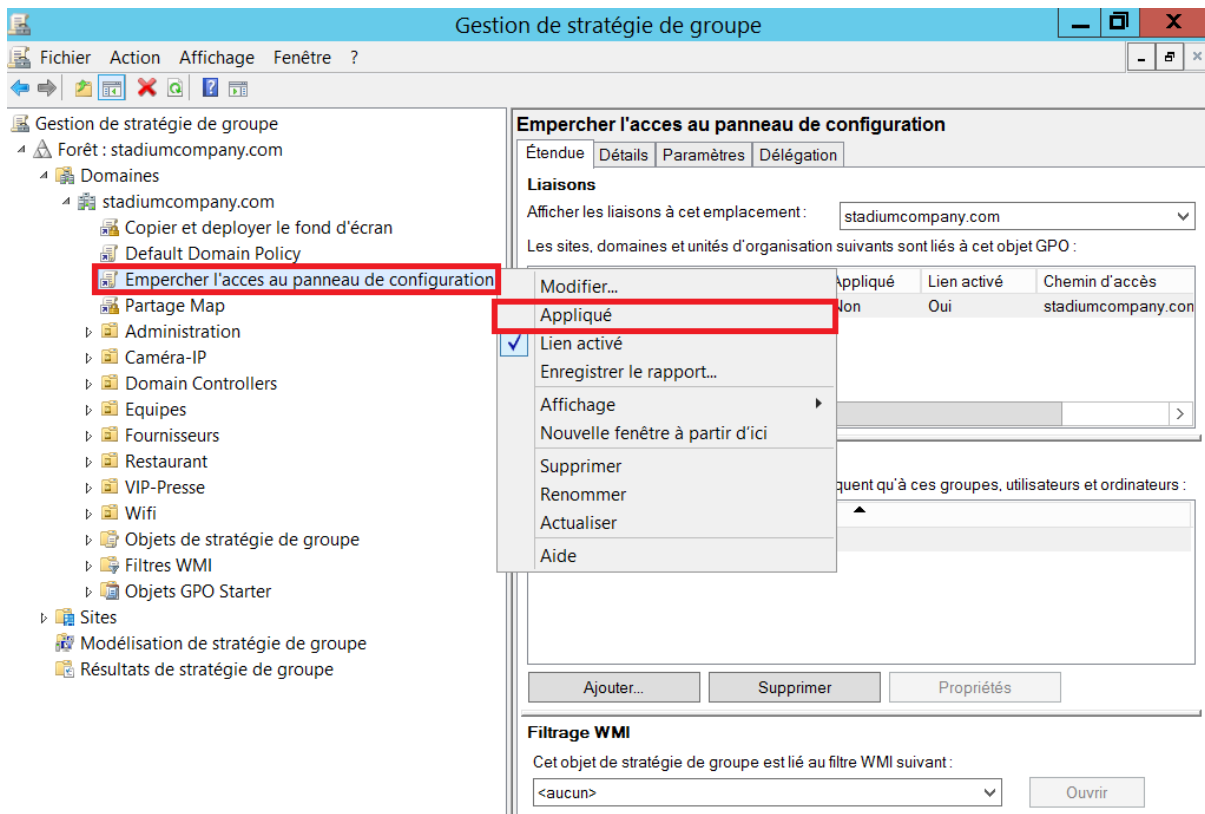 Gestion de stratégie de groupe
Fichier Action Affichage Fenêtre ?
Gestion de stratégie de groupe
Forêt : stadiumcompany.com
Domaines
stadiumcompany.com
Copier et deployer le fond d'écran
Default Domain Policy
Empercher l'acces au panneau de configuration
Partage Map
Administration
Caméra-IP
Domain Controllers
Equipes
Fournisseurs
Restaurant
VIP-Presse
Wifi
Objets de stratégie de groupe
Filtres WMI
Objets GPO Starter
Sites
Modélisation de stratégie de groupe
Résultats de stratégie de groupe
Modifier...
Appliqué
Lien activé
Enregistrer le rapport...
Affichage
Nouvelle fenêtre à partir d'ici
Supprimer
Renommer
Actualiser
Aide
Empercher l'acces au panneau de configuration
Étendue Détails Paramètres Délégation
Liaisons
Afficher les liaisons à cet emplacement : stadiumcompany.com
Les sites, domaines et unités d'organisation suivants sont liés à cet objet GPO :
Appliqué Lien activé Chemin d'accès
Non Oui stadiumcompany.con
quent qu'à ces groupes, utilisateurs et ordinateurs :
Ajouter... Supprimer Propriétés
Filtrage WMI
Cet objet de stratégie de groupe est lié au filtre WMI suivant :
<aucun> Ouvrir